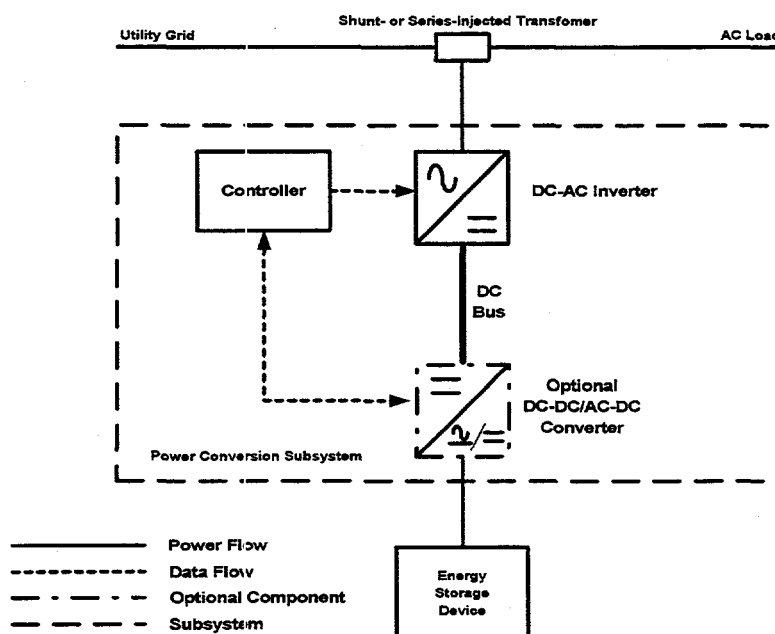 Shunt- or Series-Injected Transfomer
Utility Grid
AC Load
Controller
DC-AC Inverter
DC
Bus
Optional
DC-DC/AC-DC
Converter
Power Conversion Subsystem
Power Flow
Data Flow
Optional Component
Subsystem
Energy
Storage
Device